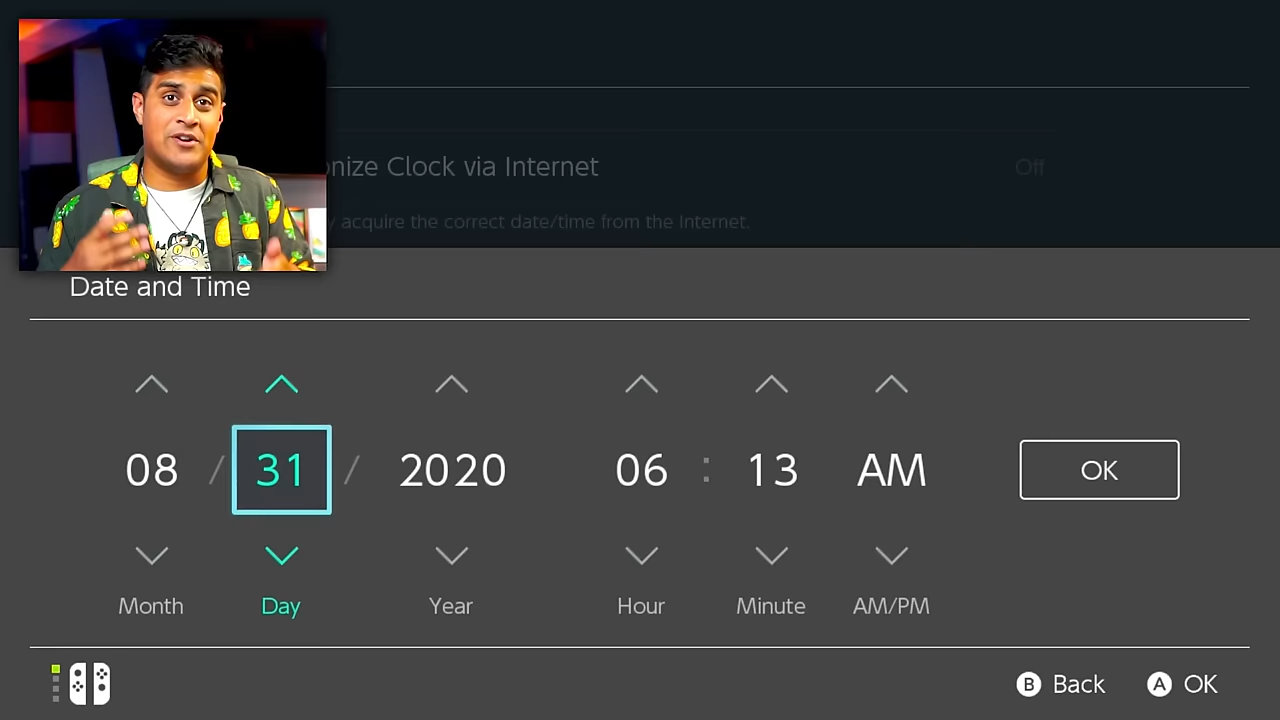 onize Clock via Internet
Off
y acquire the correct date/time from the Internet.
Date and Time
08 / 31 / 2020 06 : 13 AM OK
Month Day Year Hour Minute AM/PM
B Back A OK